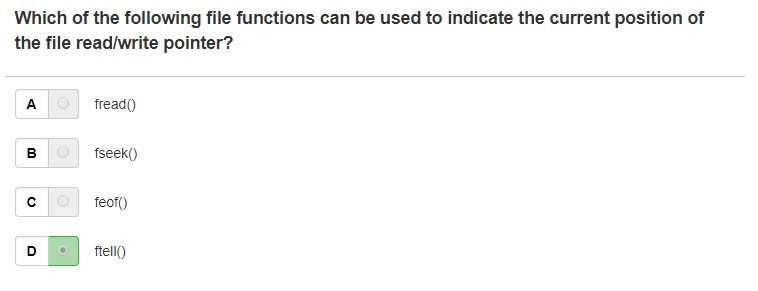 Which of the following file functions can be used to indicate the current position of
the file read/write pointer?
A fread()
B fseek()
C feof()
D ftell()